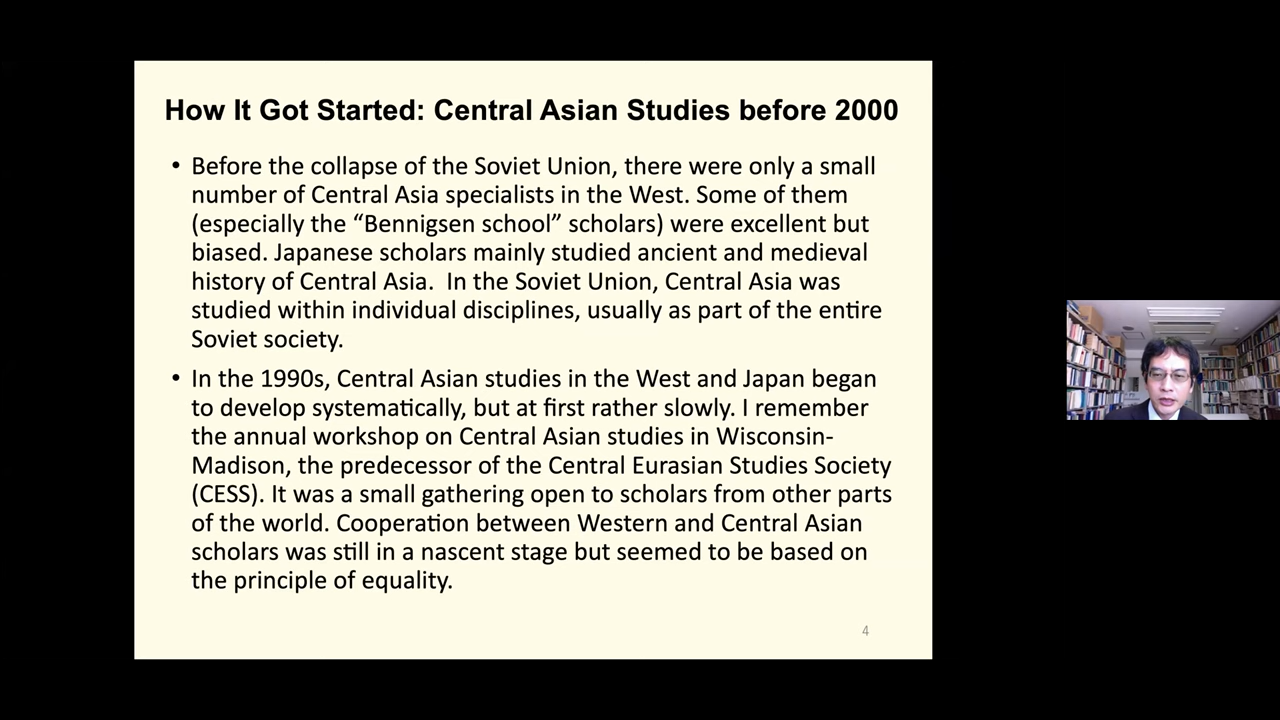 How It Got Started: Central Asian Studies before 2000
• Before the collapse of the Soviet Union, there were only a small
number of Central Asia specialists in the West. Some of them
(especially the “Bennigsen school” scholars) were excellent but
biased. Japanese scholars mainly studied ancient and medieval
history of Central Asia.  In the Soviet Union, Central Asia was
studied within individual disciplines, usually as part of the entire
Soviet society.
• In the 1990s, Central Asian studies in the West and Japan began
to develop systematically, but at first rather slowly. I remember
the annual workshop on Central Asian studies in Wisconsin-
Madison, the predecessor of the Central Eurasian Studies Society
(CESS). It was a small gathering open to scholars from other parts
of the world. Cooperation between Western and Central Asian
scholars was still in a nascent stage but seemed to be based on
the principle of equality.
4